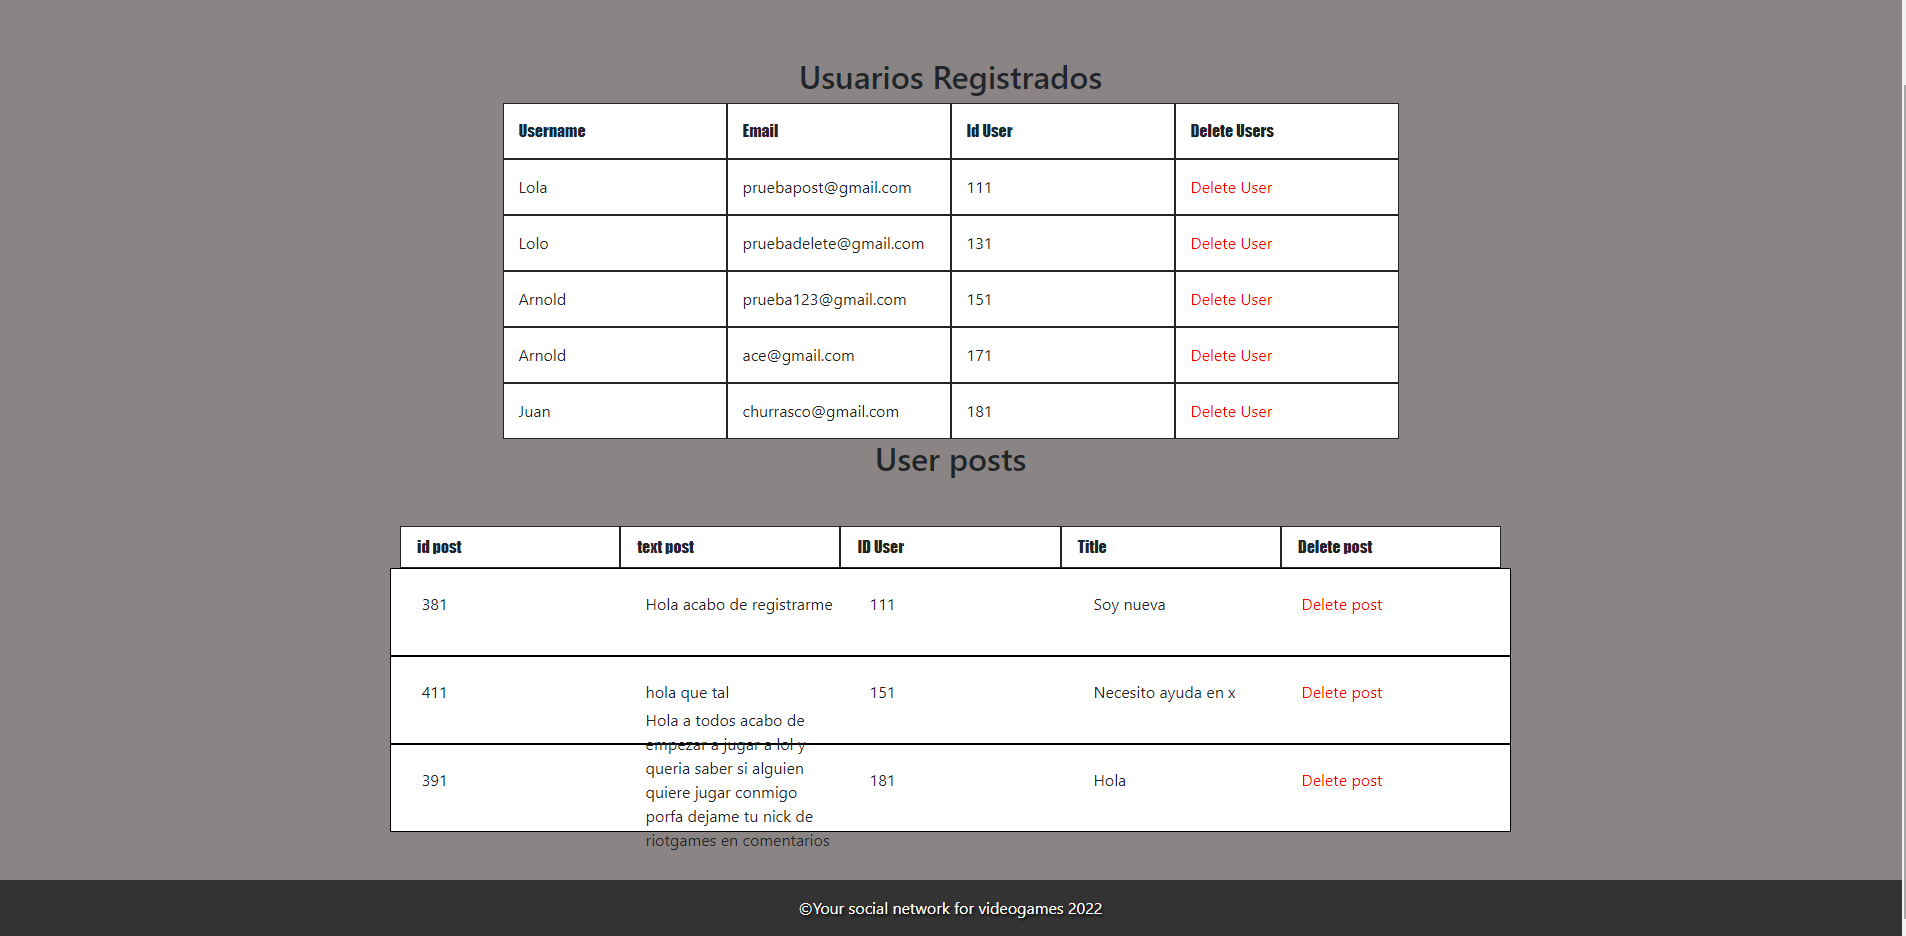 Usuarios Registrados
Username Email Id User Delete Users
Lola pruebapost@gmail.com 111 Delete User
Lolo pruebadelete@gmail.com 131 Delete User
Arnold prueba123@gmail.com 151 Delete User
Arnold ace@gmail.com 171 Delete User
Juan churrasco@gmail.com 181 Delete User
User posts
id post text post ID User Title Delete post
381 Hola acabo de registrarme 111 Soy nueva Delete post
411 hola que tal 151 Necesito ayuda en x Delete post
Hola a todos acabo de
empezar a jugar a lol y
queria saber si alguien
391 181 Hola Delete post
quiere jugar conmigo
porfa dejame tu nick de
riotgames en comentarios
©Your social network for videogames 2022